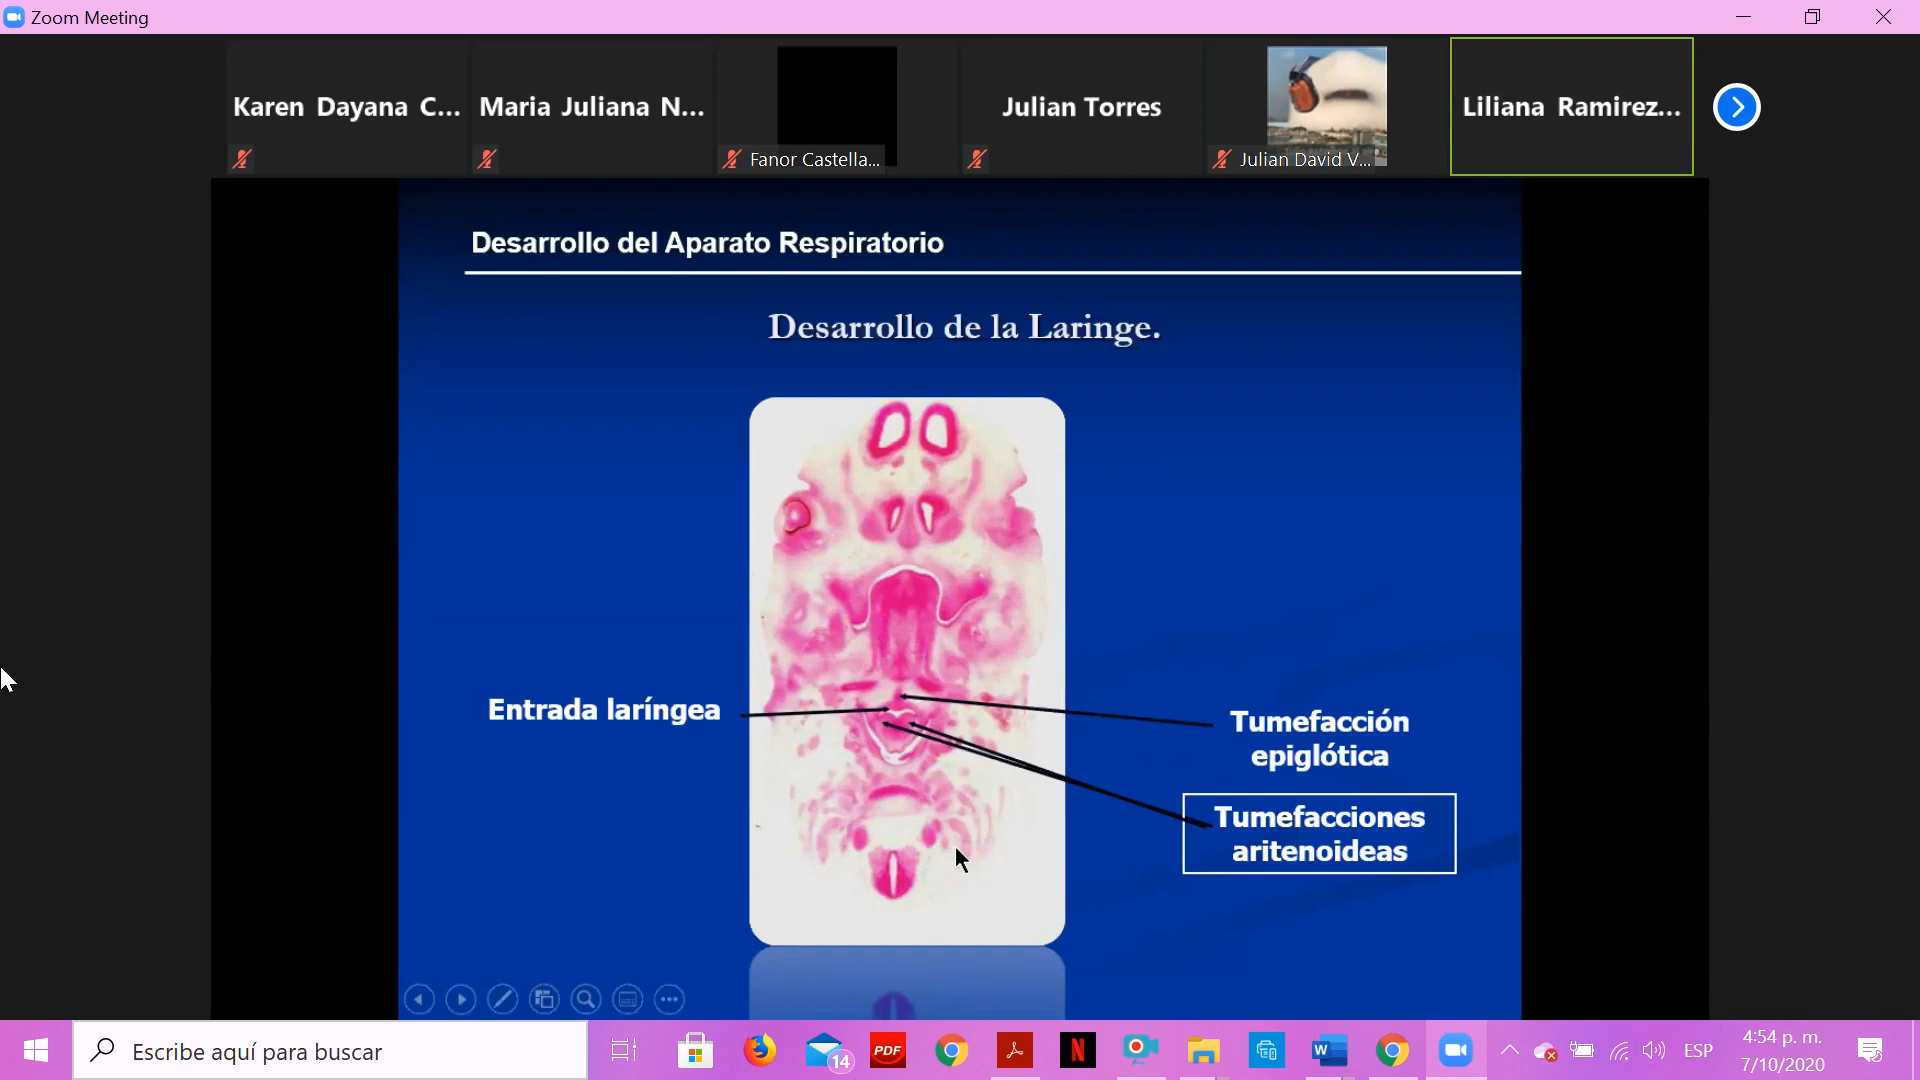 Zoom Meeting
Karen Dayana C...
Maria Juliana N...
Fanor Castella...
Julian Torres
Julian David V...
Liliana Ramirez...
Desarrollo del Aparato Respiratorio
Desarrollo de la Laringe.
Entrada laríngea
Tumefacción
epiglótica
Tumefacciones
aritenoideas
Escribe aquí para buscar
14
PDF
N
W
ESP
4:54 p. m.
7/10/2020